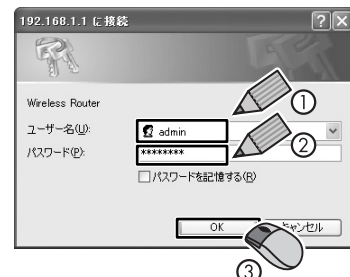 192.168.1.1 に接続
Wireless Router
ユーザー名(U):
admin
①
パスワード(P):
********
②
パスワードを記憶する(R)
OK
キャンセル
③